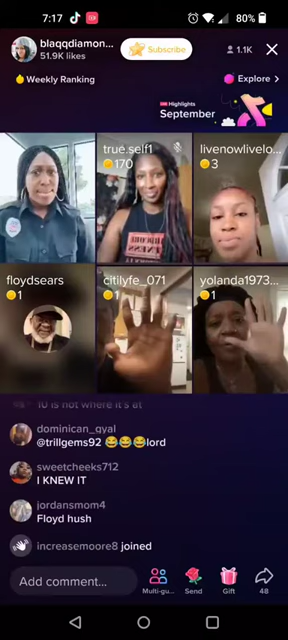 7:17
80%
blaqqdiamon...
51.9K likes
Subscribe
1.1K
Weekly Ranking
Explore >
Highlights
September
true.self1
170
livenowlivelo...
3
floydsears
1
citilyfe_071
1
yolanda1973...
1
10 is not where it's at
dominican_gyal
@trillgems92 😂😂😂lord
sweetcheeks712
I KNEW IT
jordansmom4
Floyd hush
increasemoore8 joined
Add comment...
Multi-gu...
Send
Gift
48